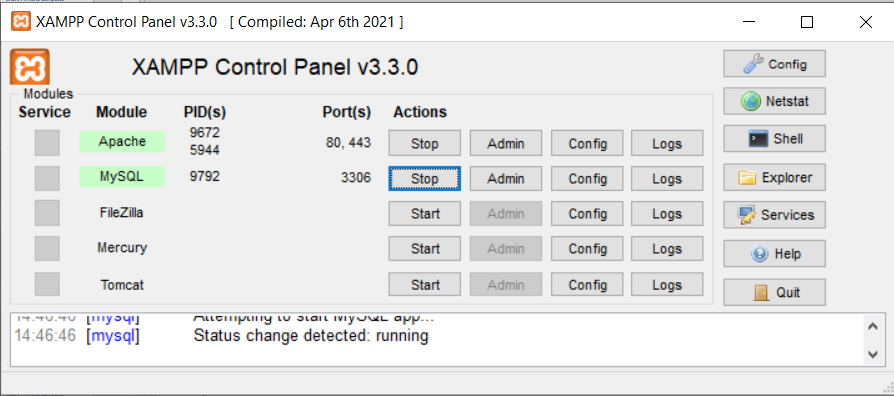 XAMPP Control Panel v3.3.0 [ Compiled: Apr 6th 2021 ]
XAMPP Control Panel v3.3.0
Modules
Service Module PID(s) Port(s) Actions
Apache 9672 5944 80, 443 Stop Admin Config Logs
MySQL 9792 3306 Stop Admin Config Logs
FileZilla Start Admin Config Logs
Mercury Start Admin Config Logs
Tomcat Start Admin Config Logs
Config
Netstat
Shell
Explorer
Services
Help
Quit
14:46:46 [mysql] Attempting to start MySQL app...
14:46:46 [mysql] Status change detected: running